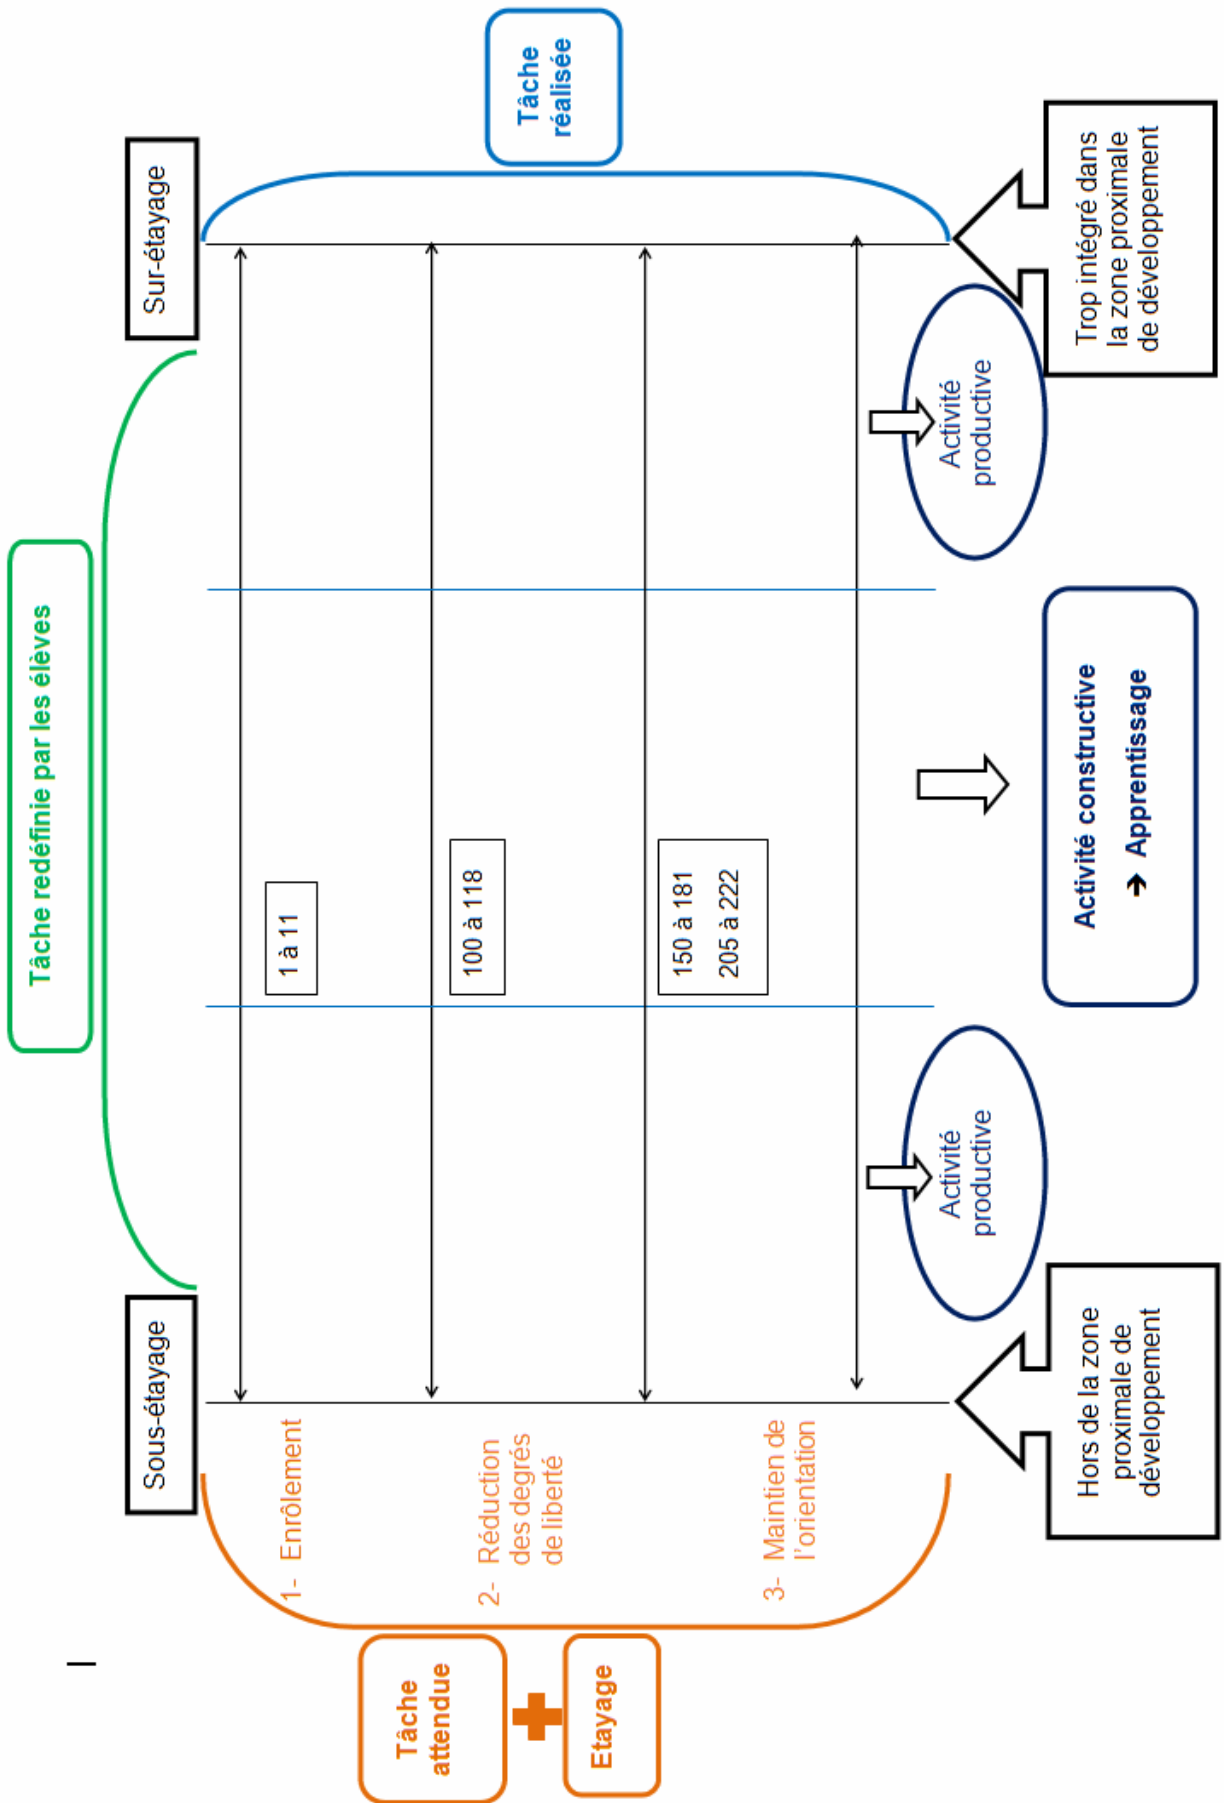 Tâche redéfinie par les élèves
Sous-étayage
Sur-étayage
Tâche
attendue
Etayage
1- Enrôlement
2- Réduction
des degrés
de liberté
3- Maintien de
l'orientation
1 à 11
100 à 118
150 à 181
205 à 222
Tâche
réalisée
Activité
productive
Activité
productive
Hors de la zone
proximale de
développement
Activité constructive
➔ Apprentissage
Trop intégré dans
la zone proximale
de développement